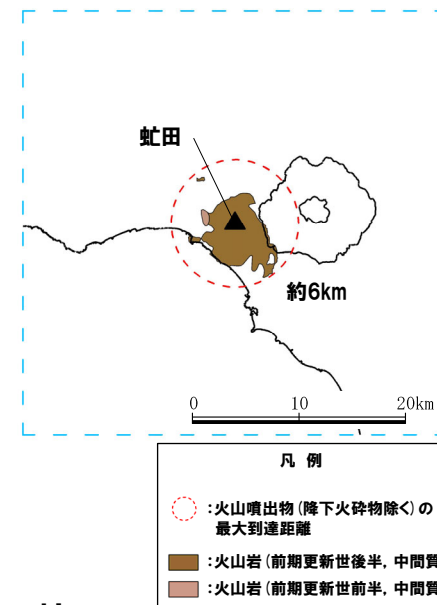 虻田
約6km
0 10 20km
凡 例
:火山噴出物(降下火砕物除く)の
最大到達距離
:火山岩(前期更新世後半, 中間質
:火山岩(前期更新世前半, 中間質